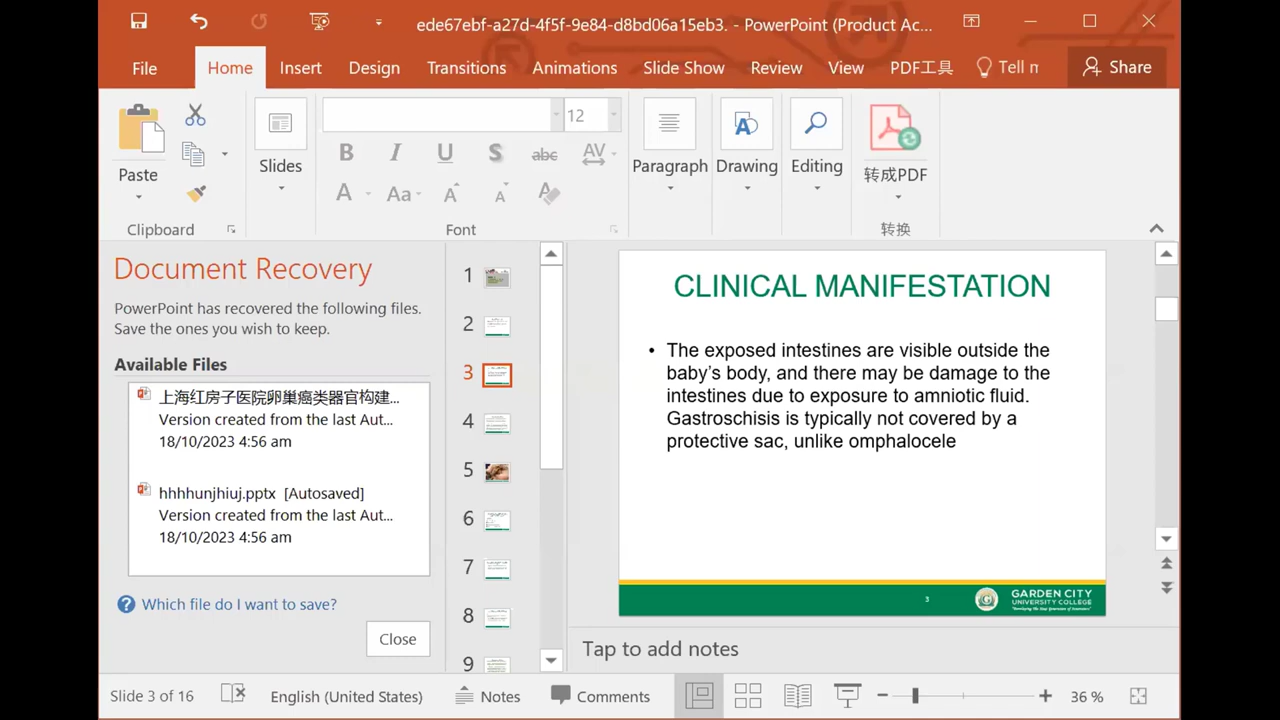 ede67ebf-a27d-4f5f-9e84-d8bd06a15eb3. - PowerPoint (Product Ac...
File
Home
Insert
Design
Transitions
Animations
Slide Show
Review
View
PDF工具
Tell m
Share
Paste
Clipboard
Slides
12
B I U S abc AV
A Aa A A
Font
Paragraph
Drawing
Editing
转成PDF
转换
Document Recovery
PowerPoint has recovered the following files.
Save the ones you wish to keep.
Available Files
上海红房子医院卵巢癌类器官构建...
Version created from the last Aut...
18/10/2023 4:56 am
hhhhunjhiuj.pptx [Autosaved]
Version created from the last Aut...
18/10/2023 4:56 am
Which file do I want to save?
Close
1
2
3
4
5
6
7
8
9
CLINICAL MANIFESTATION
• The exposed intestines are visible outside the
baby's body, and there may be damage to the
intestines due to exposure to amniotic fluid.
Gastroschisis is typically not covered by a
protective sac, unlike omphalocele
3
GARDEN CITY
UNIVERSITY COLLEGE
Tap to add notes
Slide 3 of 16
English (United States)
Notes
Comments
36 %